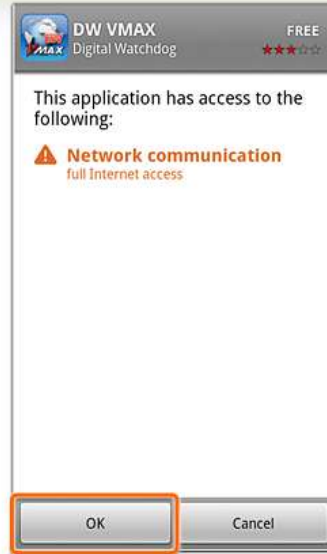 VMAX
DW VMAX
FREE
Digital Watchdog
This application has access to the
following:
Network communication
full Internet access
OK
Cancel